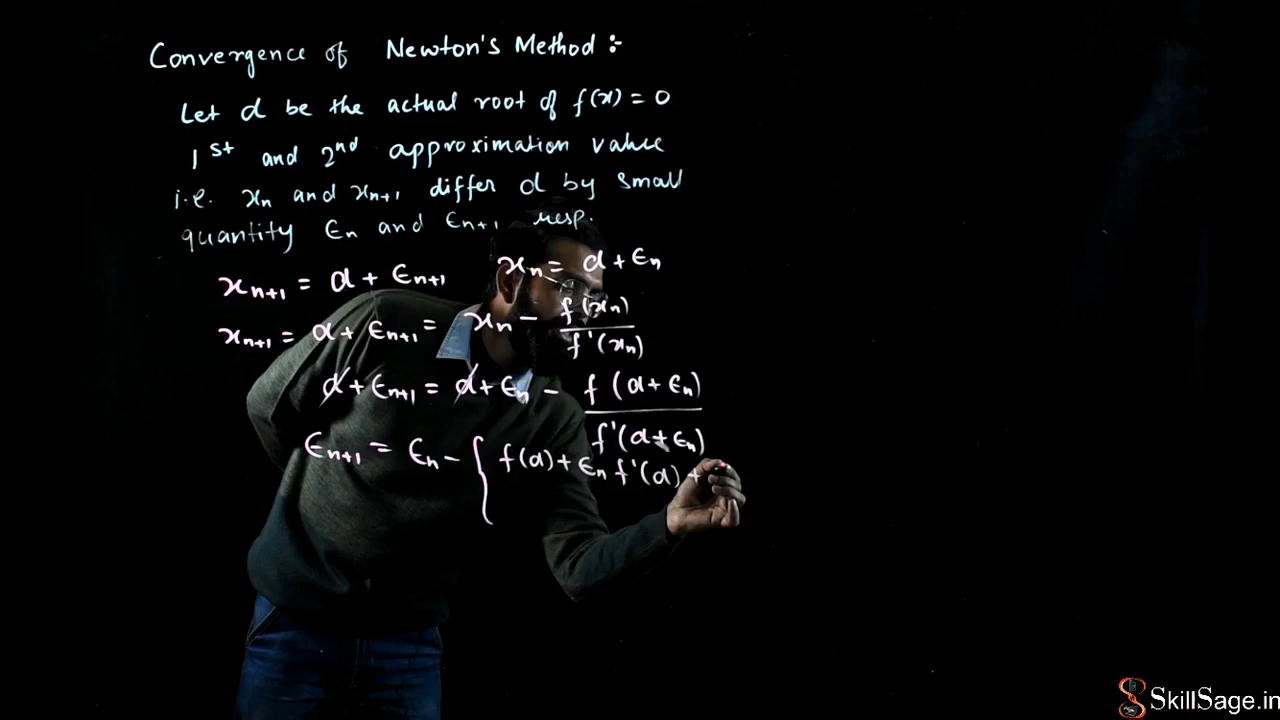 Convergence of Newton's Method :-
Let α be the actual root of f(x) = 0
1st and 2nd approximation value
i.e. xn and xn+1 differ α by small
quantity ϵn and ϵn+1 resp.
xn+1 = α + ϵn+1   xn = α + ϵn
xn+1 = α + ϵn+1 = xn - f(xn) / f'(xn)
α + ϵn+1 = α + ϵn - f(α + ϵn) / f'(α + ϵn)
ϵn+1 = ϵn - { f(α) + ϵn f'(α) +
SkillSage.in